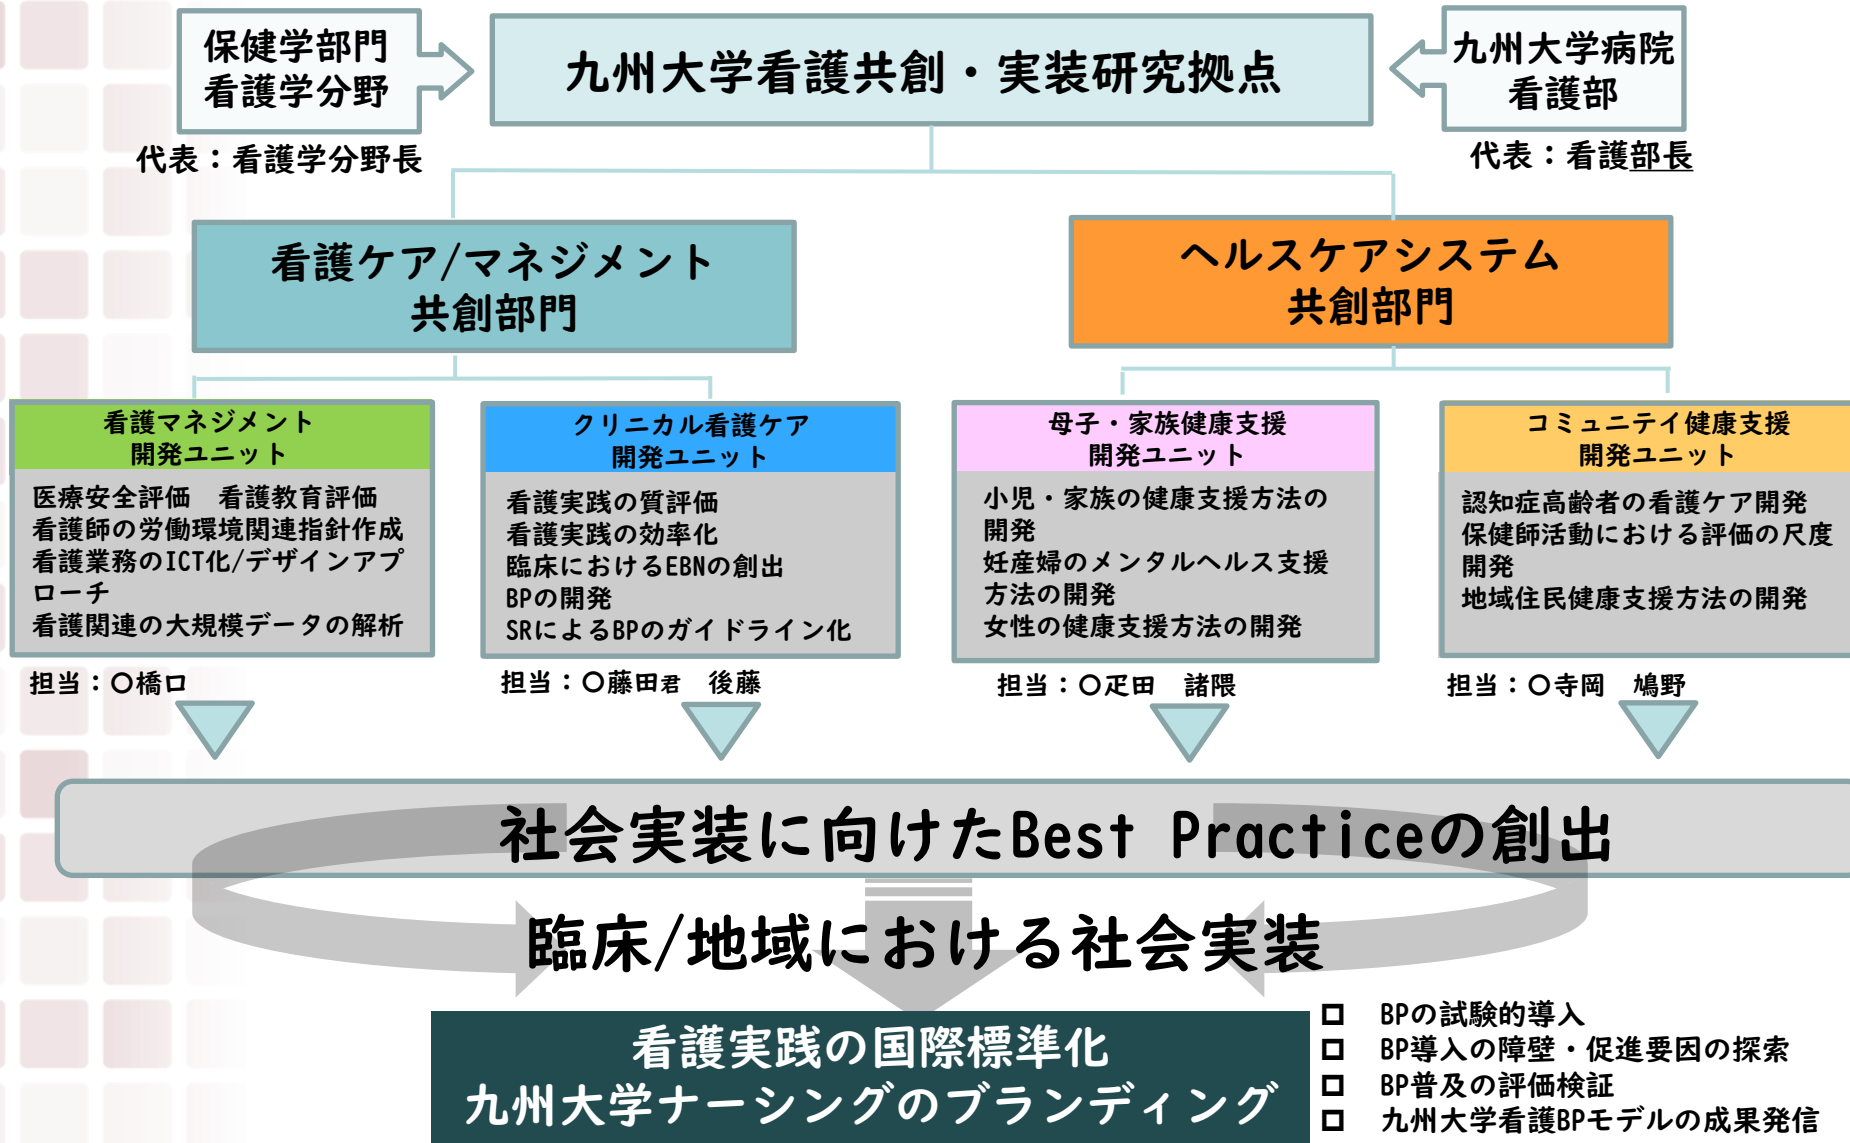 保健学部門
看護学分野
九州大学看護共創・実装研究拠点
九州大学病院
看護部
代表：看護学分野長
代表：看護部長
看護ケア/マネジメント
共創部門
ヘルスケアシステム
共創部門
看護マネジメント
開発ユニット
医療安全評価　看護教育評価
看護師の労働環境関連指針作成
看護業務のICT化/デザインアプ
ローチ
看護関連の大規模データの解析
担当：〇橋口
クリニカル看護ケア
開発ユニット
看護実践の質評価
看護実践の効率化
臨床におけるEBNの創出
BPの開発
SRによるBPのガイドライン化
担当：〇藤田君　後藤
母子・家族健康支援
開発ユニット
小児・家族の健康支援方法の
開発
妊産婦のメンタルヘルス支援
方法の開発
女性の健康支援方法の開発
担当：〇疋田　諸隈
コミュニテイ健康支援
開発ユニット
認知症高齢者の看護ケア開発
保健師活動における評価の尺度
開発
地域住民健康支援方法の開発
担当：〇寺岡　鳩野
社会実装に向けたBest Practiceの創出
臨床/地域における社会実装
看護実践の国際標準化
九州大学ナーシングのブランディング
BPの試験的導入
BP導入の障壁・促進要因の探索
BP普及の評価検証
九州大学看護BPモデルの成果発信